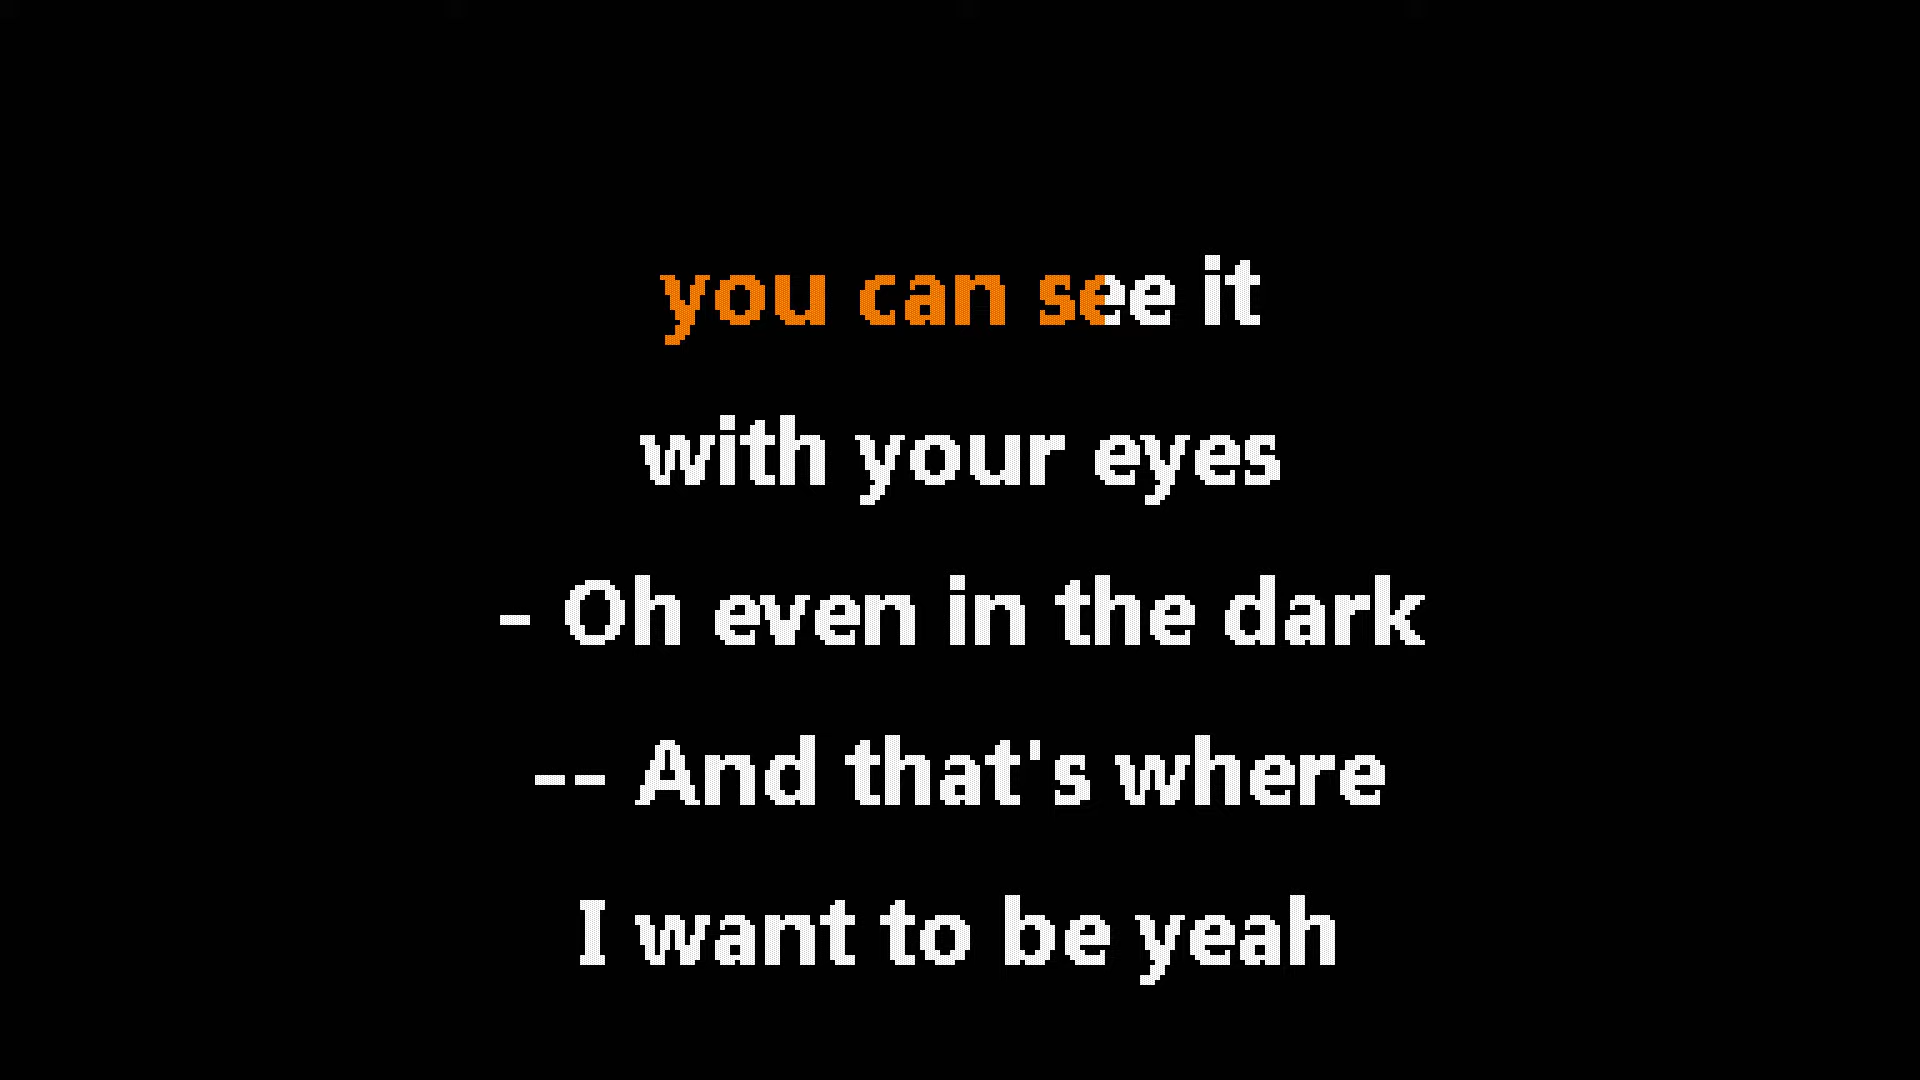 you can see it
with your eyes
- Oh even in the dark
-- And that's where
I want to be yeah